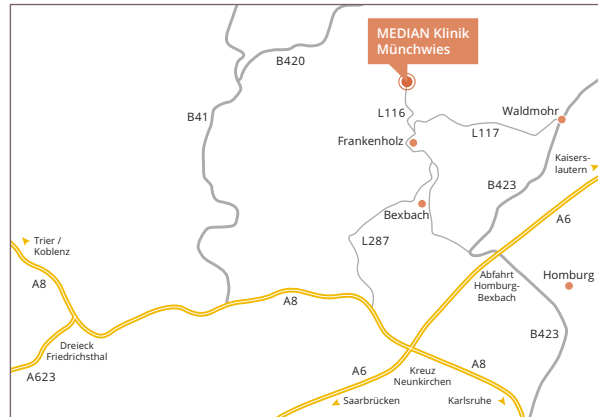 MEDIAN Klinik
Münchwies
B420
B41
L116
Waldmohr
L117
Frankenholz
Kaisers-
lautern
B423
A6
Bexbach
Trier /
Koblenz
L287
A8
Abfahrt
Homburg-
Bexbach
Homburg
A8
B423
Dreieck
Friedrichsthal
A623
A6
Kreuz
Neunkirchen
A8
Saarbrücken
Karlsruhe